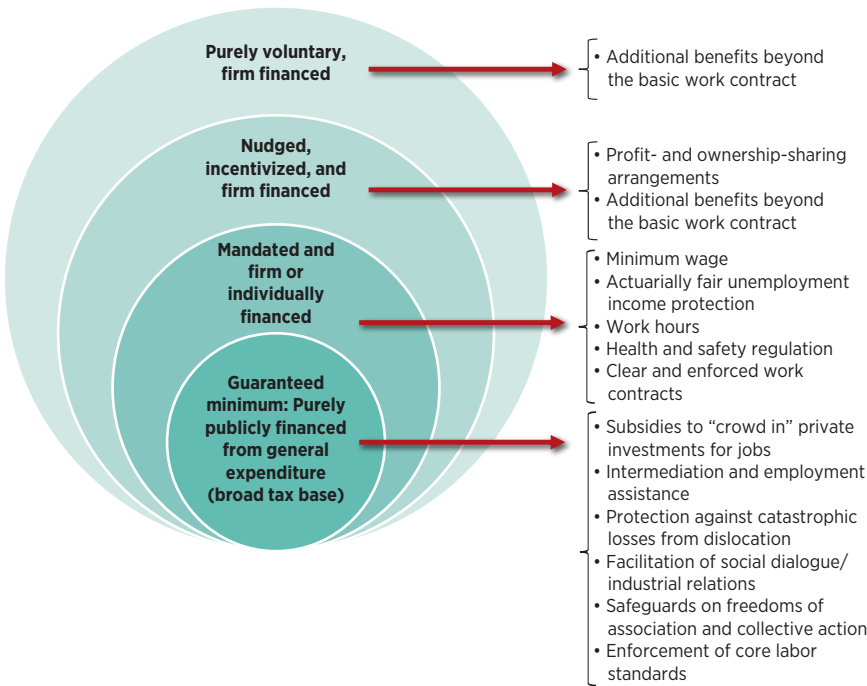 Purely voluntary,
firm financed
• Additional benefits beyond
the basic work contract
Nudged,
incentivized, and
firm financed
• Profit- and ownership-sharing
arrangements
• Additional benefits beyond
the basic work contract
Mandated and
firm or
individually
financed
• Minimum wage
• Actuarially fair unemployment
income protection
• Work hours
• Health and safety regulation
• Clear and enforced work
contracts
Guaranteed
minimum: Purely
publicly financed
from general
expenditure
(broad tax base)
• Subsidies to “crowd in” private
investments for jobs
• Intermediation and employment
assistance
• Protection against catastrophic
losses from dislocation
• Facilitation of social dialogue/
industrial relations
• Safeguards on freedoms of
association and collective action
• Enforcement of core labor
standards